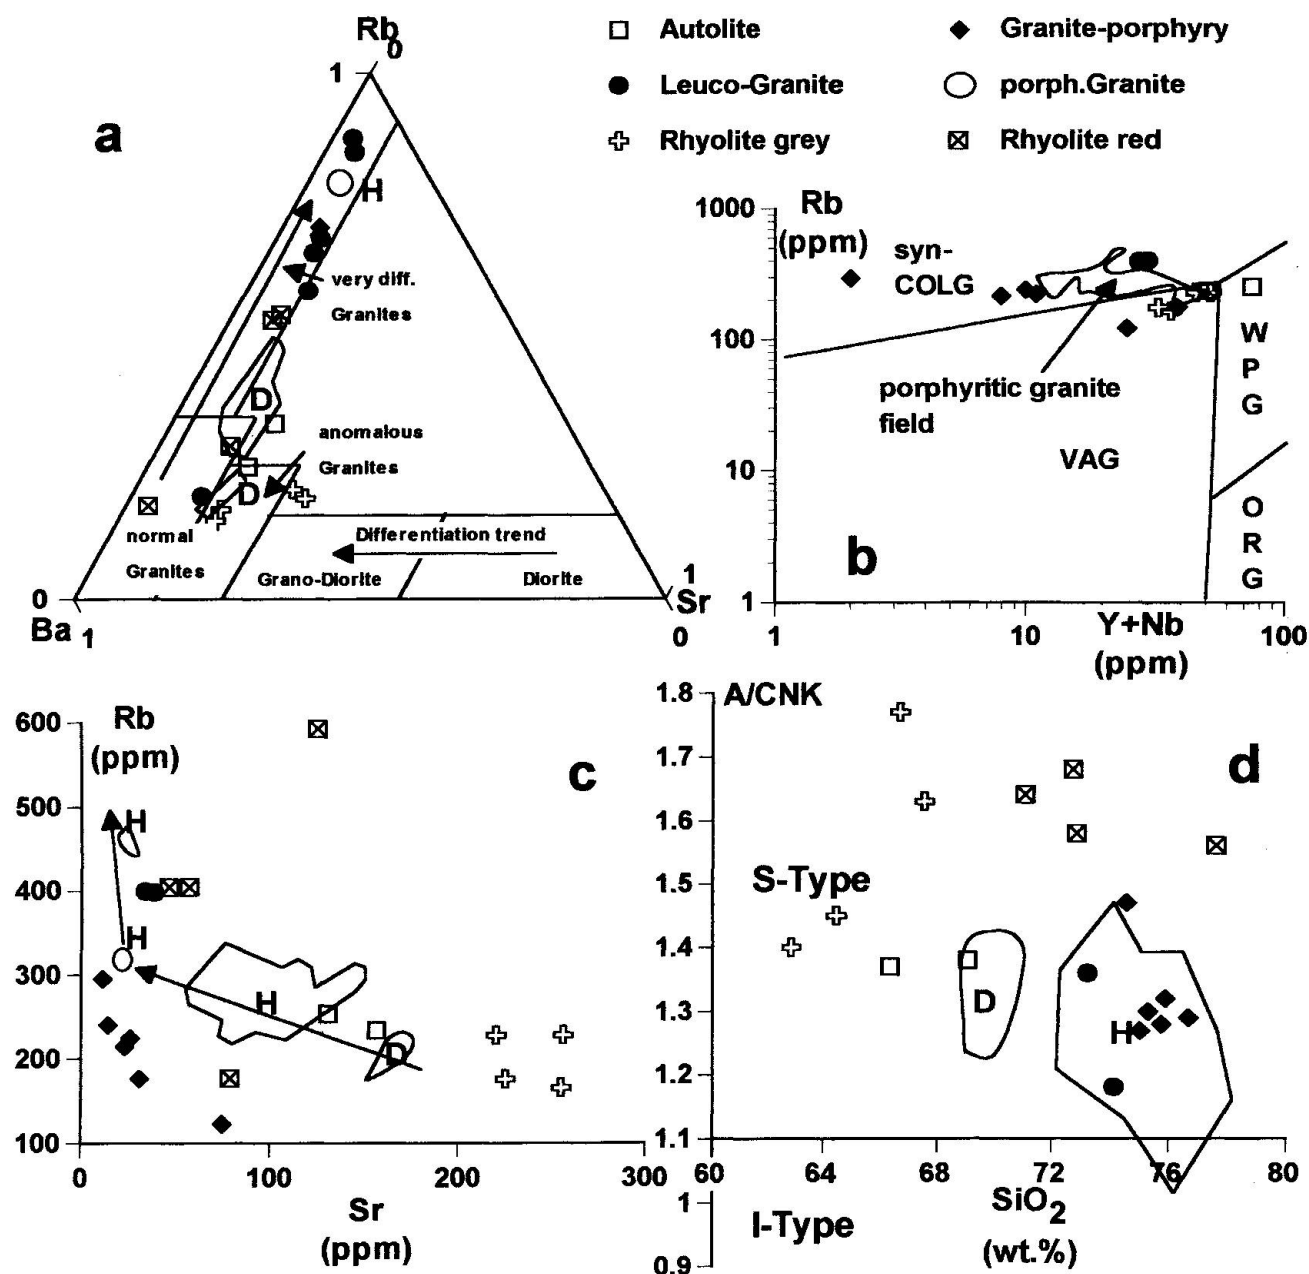 Autolite
Granite-porphyry
Leuco-Granite
porph.Granite
Rhyolite grey
Rhyolite red
a
Rb
0
1
H
very diff.
Granites
D
anomalous
Granites
D
normal
Granites
Differentiation trend
Grano-Diorite
Diorite
0
Ba
1
1
Sr
0
b
Rb
(ppm)
1000
100
10
1
syn-
COLG
porphyritic granite
field
VAG
W
P
G
O
R
G
1
10
100
Y+Nb
(ppm)
c
Rb
(ppm)
600
500
400
300
200
100
H
H
H
D
0
100
200
300
Sr
(ppm)
d
A/CNK
1.8
1.7
1.6
1.5
1.4
1.3
1.2
1.1
1
0.9
S-Type
D
H
I-Type
60
64
68
72
76
80
SiO₂
(wt.%)